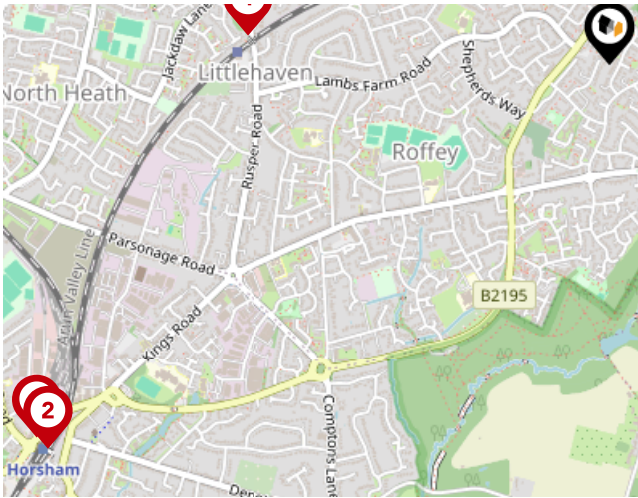 Jackdaw Lane
Littlehaven
Lambs Farm Road
Shepherds Way
North Heath
Rusper Road
Roffey
Parsonage Road
Arun Valley Line
B2195
Kings Road
2
Horsham
Comptons Lane